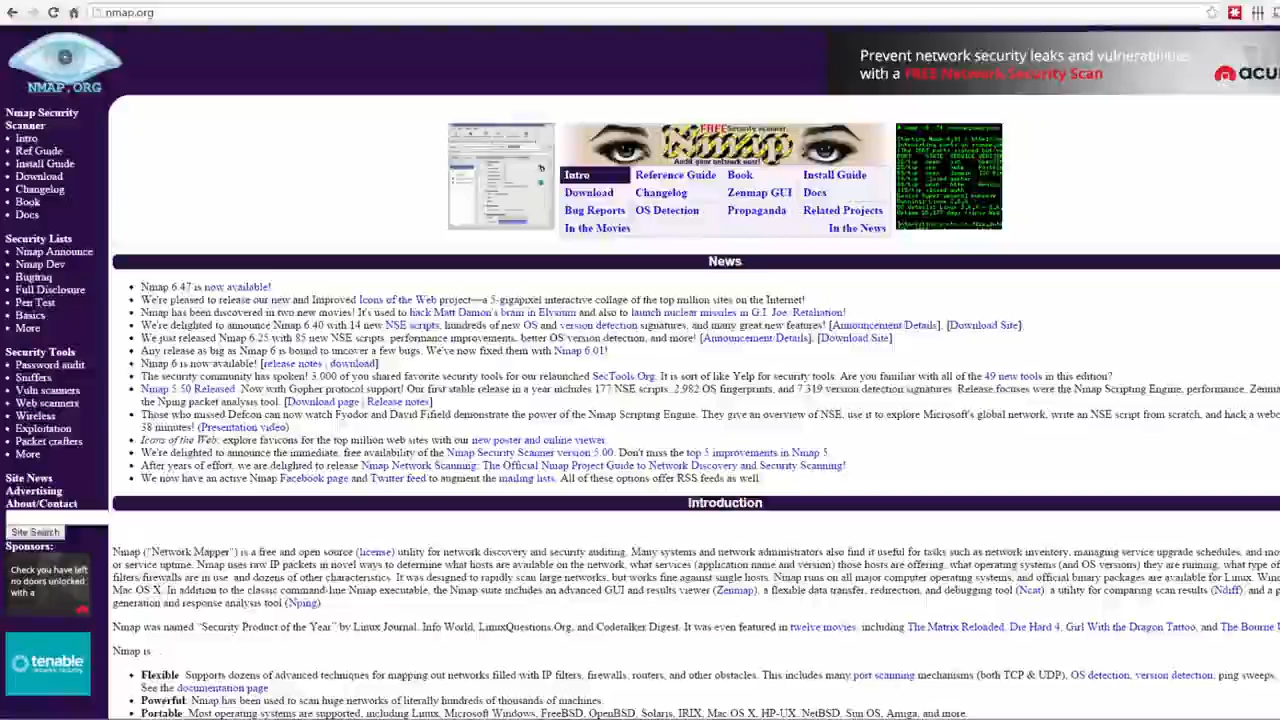 nmap.org
NMAP.ORG
Prevent network security leaks and vulnerabilities
with a FREE Network Security Scan
acu
Nmap Security
Scanner
• Intro
• Ref Guide
• Install Guide
• Download
• Changelog
• Book
• Docs
Security Lists
• Nmap Announce
• Nmap Dev
• Bugtraq
• Full Disclosure
• Pen Test
• Basics
• More
Security Tools
• Password audit
• Sniffers
• Vuln scanners
• Web scanners
• Wireless
• Exploitation
• Packet crafters
• More
Site News
Advertising
About/Contact
Site Search
Sponsors:
Check you have left
no doors unlocked
with a
tenable
network security
FREE Security scanner
Nmap
Audit your network now!
Intro Reference Guide Book Install Guide
Download Changelog Zenmap GUI Docs
Bug Reports OS Detection Propaganda Related Projects
In the Movies In the News
News
• Nmap 6.47 is now available!
• We're pleased to release our new and Improved Icons of the Web project—a 5-gigapixel interactive collage of the top million sites on the Internet!
• Nmap has been discovered in two new movies! It's used to hack Matt Damon's brain in Elysium and also to launch nuclear missiles in G.I. Joe: Retaliation!
• We're delighted to announce Nmap 6.40 with 14 new NSE scripts, hundreds of new OS and version detection signatures, and many great new features! [Announcement/Details], [Download Site]
• We just released Nmap 6.25 with 85 new NSE scripts, performance improvements, better OS version detection, and more! [Announcement/Details], [Download Site]
• Any release as big as Nmap 6 is bound to uncover a few bugs. We've now fixed them with Nmap 6.01!
• Nmap 6 is now available! [release notes | download]
• The security community has spoken! 3,000 of you shared favorite security tools for our relaunched SecTools.Org. It is sort of like Yelp for security tools. Are you familiar with all of the 49 new tools in this edition?
• Nmap 5.50 Released: Now with Gopher protocol support! Our first stable release in a year includes 177 NSE scripts, 2,982 OS fingerprints, and 7,319 version detection signatures. Release focuses were the Nmap Scripting Engine, performance, Zenma
the Nping packet analysis tool. [Download page | Release notes]
• Those who missed Defcon can now watch Fyodor and David Fifield demonstrate the power of the Nmap Scripting Engine. They give an overview of NSE, use it to explore Microsoft's global network, write an NSE script from scratch, and hack a webc
38 minutes! (Presentation video)
• Icons of the Web: explore favicons for the top million web sites with our new poster and online viewer.
• We're delighted to announce the immediate, free availability of the Nmap Security Scanner version 5.00. Don't miss the top 5 improvements in Nmap 5.
• After years of effort, we are delighted to release Nmap Network Scanning: The Official Nmap Project Guide to Network Discovery and Security Scanning!
• We now have an active Nmap Facebook page and Twitter feed to augment the mailing lists. All of these options offer RSS feeds as well.
Introduction
Nmap ("Network Mapper") is a free and open source (license) utility for network discovery and security auditing. Many systems and network administrators also find it useful for tasks such as network inventory, managing service upgrade schedules, and mo
or service uptime. Nmap uses raw IP packets in novel ways to determine what hosts are available on the network, what services (application name and version) those hosts are offering, what operating systems (and OS versions) they are running, what type of
filters/firewalls are in use, and dozens of other characteristics. It was designed to rapidly scan large networks, but works fine against single hosts. Nmap runs on all major computer operating systems, and official binary packages are available for Linux, Wind
Mac OS X. In addition to the classic command-line Nmap executable, the Nmap suite includes an advanced GUI and results viewer (Zenmap), a flexible data transfer, redirection, and debugging tool (Ncat), a utility for comparing scan results (Ndiff), and a p
generation and response analysis tool (Nping).
Nmap was named "Security Product of the Year" by Linux Journal, Info World, LinuxQuestions.Org, and Codetalker Digest. It was even featured in twelve movies, including The Matrix Reloaded, Die Hard 4, Girl With the Dragon Tattoo, and The Bourne U
Nmap is ...
• Flexible: Supports dozens of advanced techniques for mapping out networks filled with IP filters, firewalls, routers, and other obstacles. This includes many port scanning mechanisms (both TCP & UDP), OS detection, version detection, ping sweeps,
See the documentation page.
• Powerful: Nmap has been used to scan huge networks of literally hundreds of thousands of machines.
• Portable: Most operating systems are supported, including Linux, Microsoft Windows, FreeBSD, OpenBSD, Solaris, IRIX, Mac OS X, HP-UX, NetBSD, Sun OS, Amiga, and more.